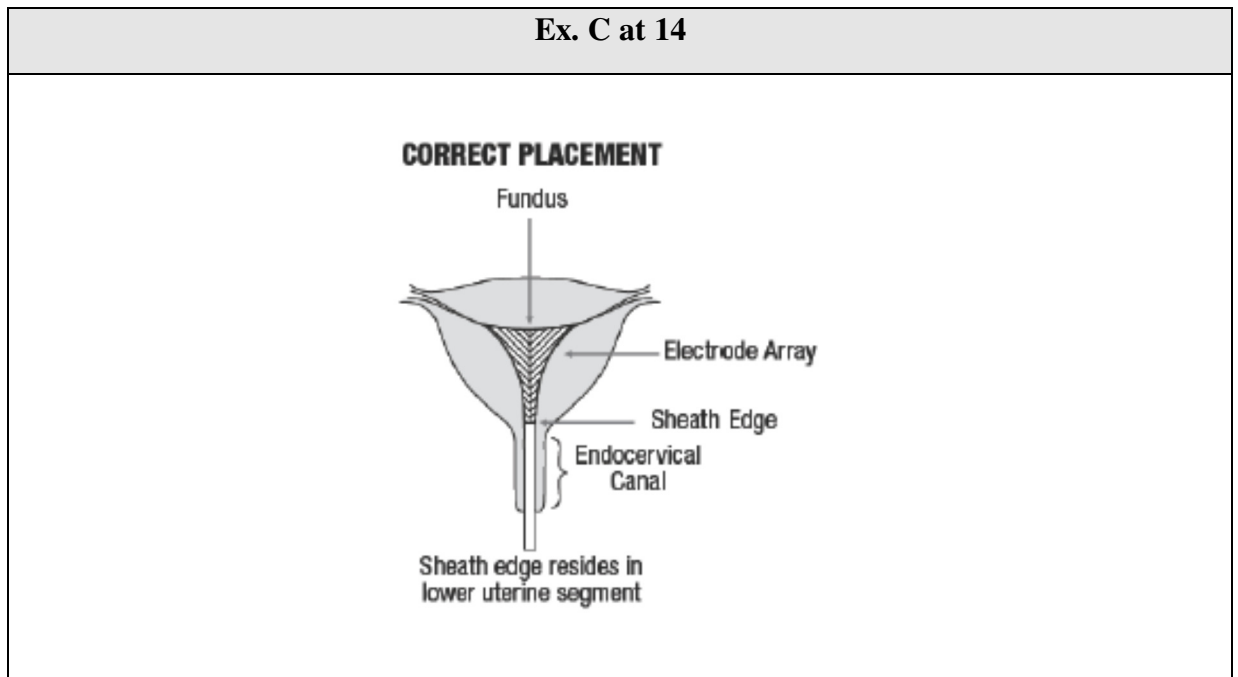 Ex. C at 14
CORRECT PLACEMENT
Fundus
Electrode Array
Sheath Edge
Endocervical
Canal
Sheath edge resides in
lower uterine segment